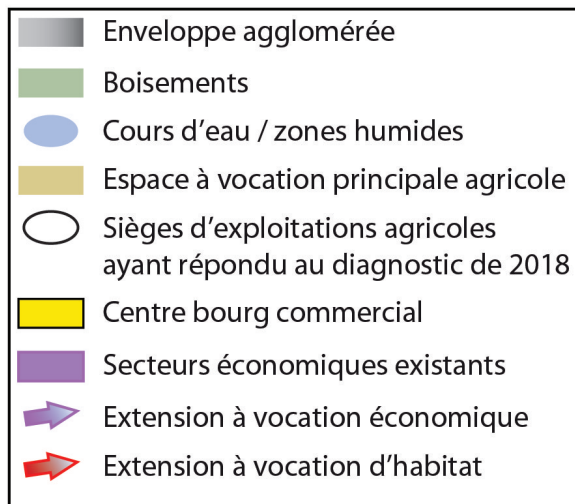 Enveloppe agglomérée
Boisements
Cours d'eau / zones humides
Espace à vocation principale agricole
Sièges d'exploitations agricoles
ayant répondu au diagnostic de 2018
Centre bourg commercial
Secteurs économiques existants
Extension à vocation économique
Extension à vocation d'habitat